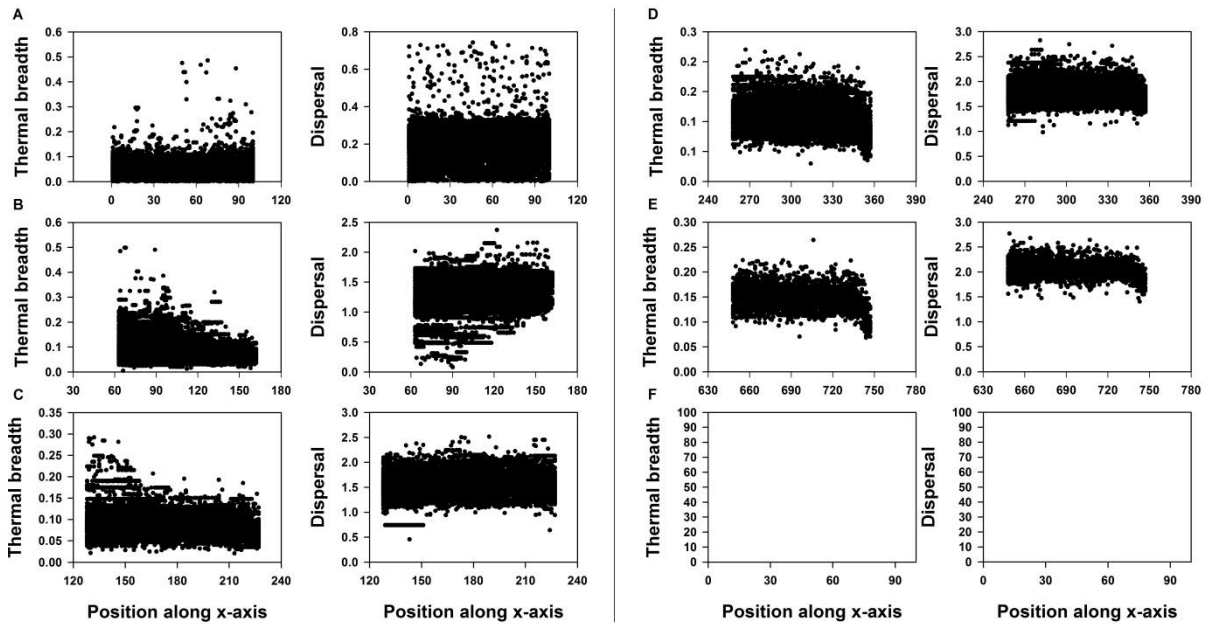 A
Thermal breadth
0.6
0.5
0.4
0.3
0.2
0.1
0.0
0 30 60 90 120
Dispersal
0.8
0.6
0.4
0.2
0.0
0 30 60 90 120
B
Thermal breadth
0.6
0.5
0.4
0.3
0.2
0.1
0.0
30 60 90 120 150 180
Dispersal
2.5
2.0
1.5
1.0
0.5
0.0
30 60 90 120 150 180
C
Thermal breadth
0.35
0.30
0.25
0.20
0.15
0.10
0.05
0.00
120 150 180 210 240
Position along x-axis
Dispersal
3.0
2.5
2.0
1.5
1.0
0.5
0.0
120 150 180 210 240
Position along x-axis
D
Thermal breadth
0.3
0.2
0.2
0.1
0.1
0.0
240 270 300 330 360 390
Dispersal
3.0
2.5
2.0
1.5
1.0
0.5
0.0
240 270 300 330 360 390
E
Thermal breadth
0.30
0.25
0.20
0.15
0.10
0.05
0.00
630 660 690 720 750 780
Dispersal
3.0
2.5
2.0
1.5
1.0
0.5
0.0
630 660 690 720 750 780
F
Thermal breadth
100
90
80
70
60
50
40
30
20
10
0
0 30 60 90
Position along x-axis
Dispersal
100
90
80
70
60
50
40
30
20
10
0
0 30 60 90
Position along x-axis